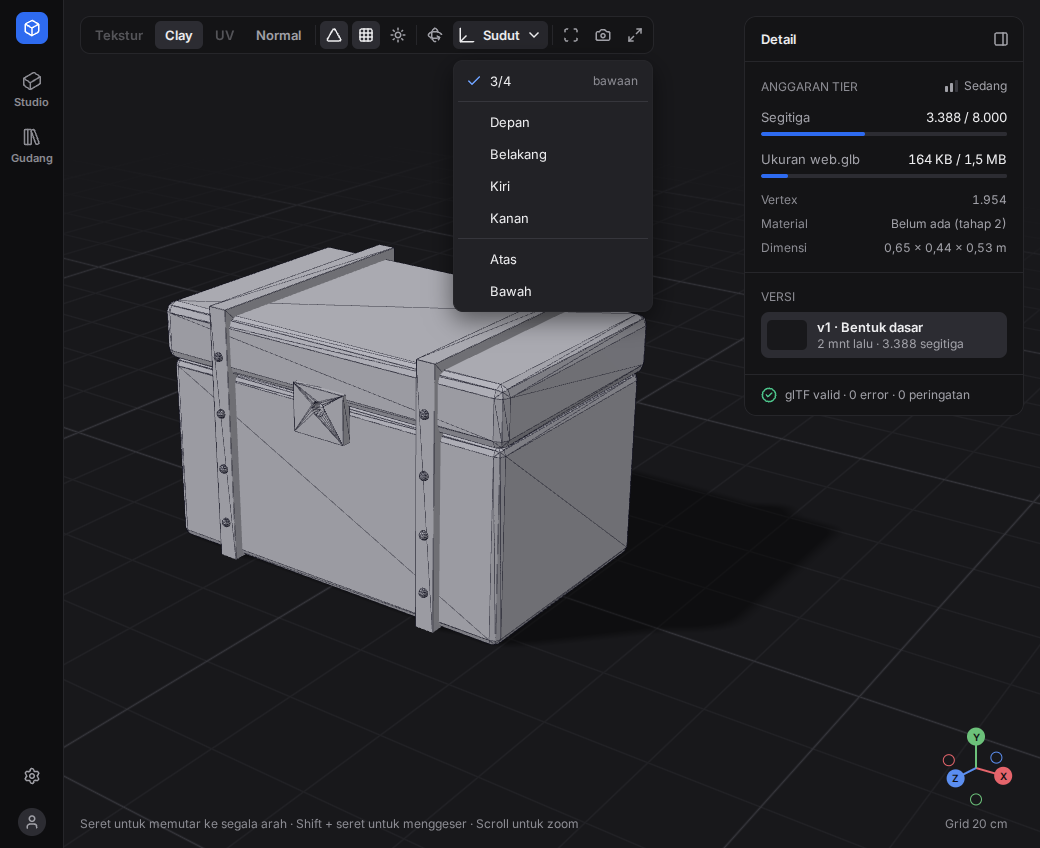 Tekstur Clay UV Normal Sudut
Studio
Gudang
3/4 bawaan
Depan
Belakang
Kiri
Kanan
Atas
Bawah
Detail
ANGGARAN TIER Sedang
Segitiga 3.388 / 8.000
Ukuran web.glb 164 KB / 1,5 MB
Vertex 1.954
Material Belum ada (tahap 2)
Dimensi 0,65 × 0,44 × 0,53 m
VERSI
v1 · Bentuk dasar
2 mnt lalu · 3.388 segitiga
glTF valid · 0 error · 0 peringatan
Y
Z X
Seret untuk memutar ke segala arah · Shift + seret untuk menggeser · Scroll untuk zoom
Grid 20 cm